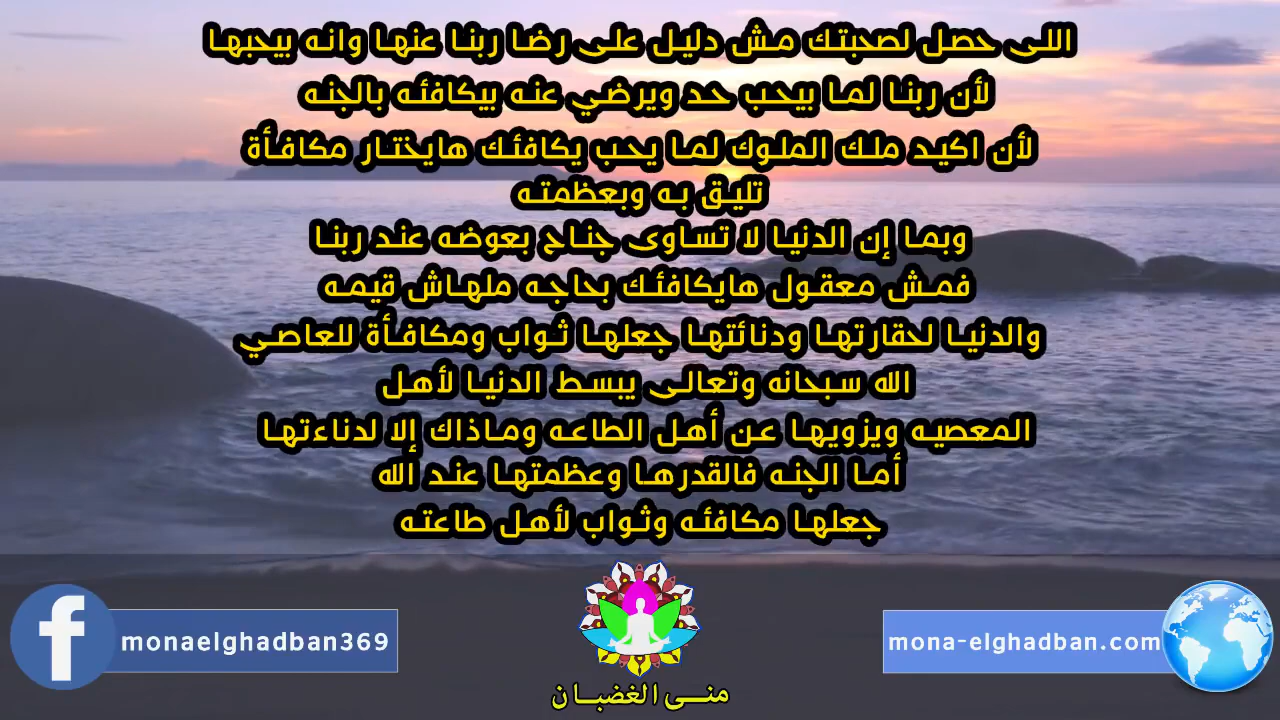 اللى حصل لصحبتك مش دليل على رضا ربنا عنها وانه بيحبها
لأن ربنا لما بيحب حد ويرضي عنه بيكافئه بالجنه
لأن اكيد ملك الملوك لما يحب يكافئك هايختار مكافأة
تليق به وبعظمته
وبما إن الدنيا لا تساوى جناح بعوضه عند ربنا
فمش معقول هايكافئك بحاجه ملهاش قيمه
والدنيا لحقارتها ودنائتها جعلها ثواب ومكافأة للعاصي
الله سبحانه وتعالى يبسط الدنيا لأهل
المعصيه ويزويها عن أهل الطاعه وماذاك إلا لدناءتها
أما الجنه فالقدرها وعظمتها عند الله
جعلها مكافئه وثواب لأهل طاعته
monaelghadban369
mona-elghadban.com
منى الغضبان